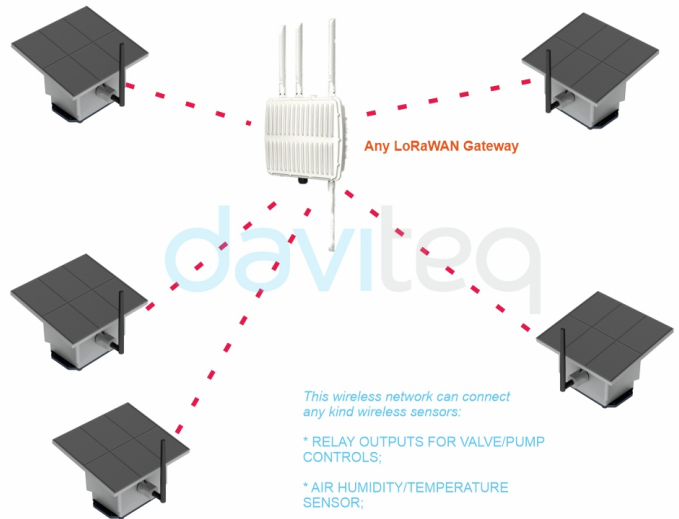 Any LoRaWAN Gateway
daviteq
This wireless network can connect
any kind wireless sensors:
* RELAY OUTPUTS FOR VALVE/PUMP
CONTROLS;
* AIR HUMIDITY/TEMPERATURE
SENSOR;